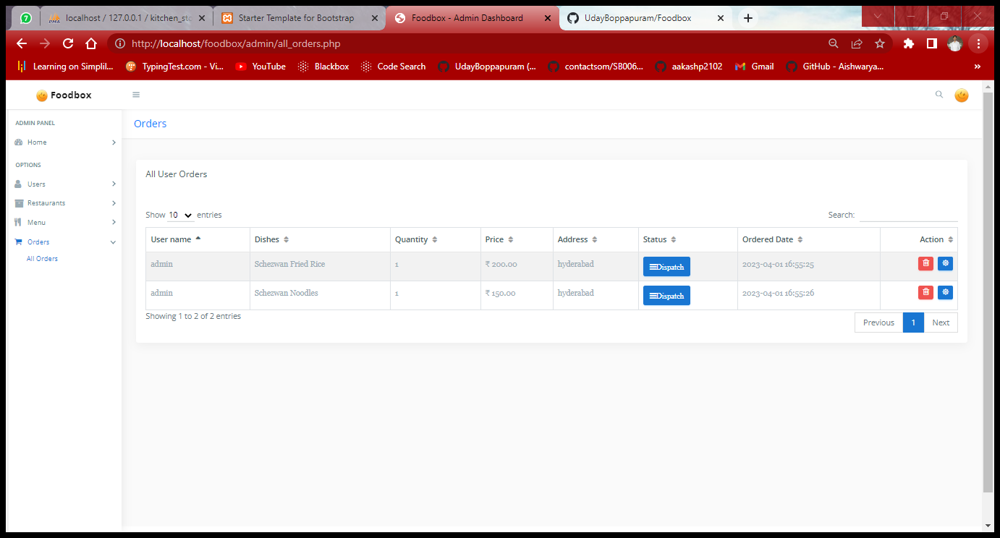 7
localhost / 127.0.0.1 / kitchen_sto
Starter Template for Bootstrap
Foodbox - Admin Dashboard
UdayBoppapuram/Foodbox
http://localhost/foodbox/admin/all_orders.php
Learning on Simplil...
TypingTest.com - Vi...
YouTube
Blackbox
Code Search
UdayBoppapuram (...
contactsom/SB006...
aakashp2102
Gmail
GitHub - Aishwarya...
»
Foodbox
ADMIN PANEL
Home
OPTIONS
Users
Restaurants
Menu
Orders
All Orders
Orders
All User Orders
Show 10 entries
Search:
User name Dishes Quantity Price Address Status Ordered Date Action
admin Schezwan Fried Rice 1 ₹ 200.00 hyderabad Dispatch 2023-04-01 16:55:25
admin Schezwan Noodles 1 ₹ 150.00 hyderabad Dispatch 2023-04-01 16:55:26
Showing 1 to 2 of 2 entries
Previous 1 Next